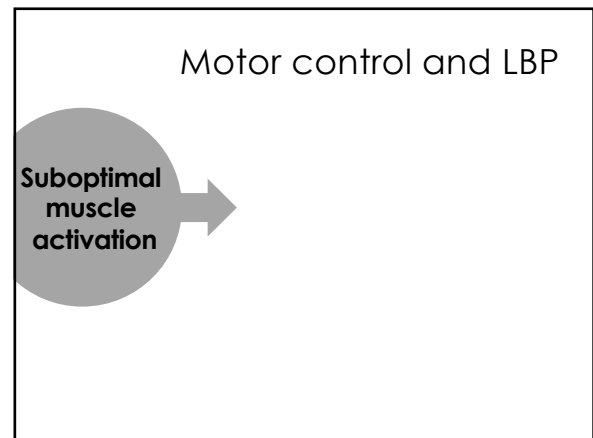 Motor control and LBP
Suboptimal
muscle
activation